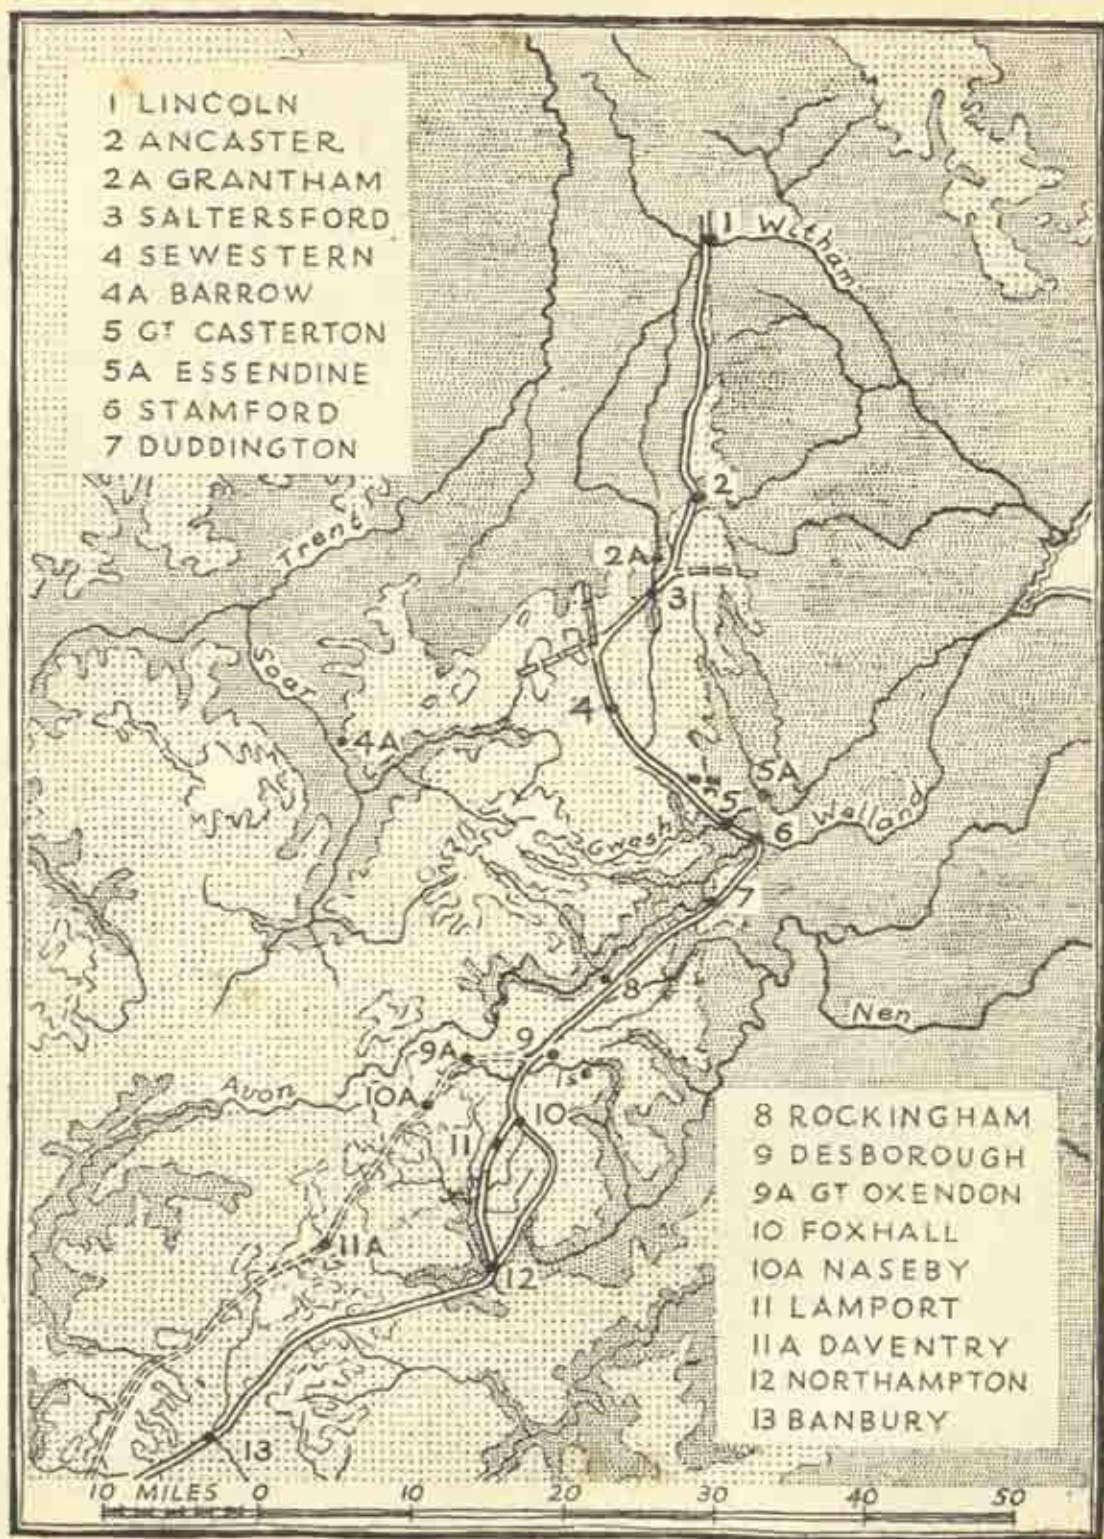 1 LINCOLN
2 ANCASTER
2A GRANTHAM
3 SALTERSFORD
4 SEWESTERN
4A BARROW
5 GT CASTERTON
5A ESSENDINE
6 STAMFORD
7 DUDDINGTON
1
Witham
2
2A
3
Trent
Soar
4
4A
5A
5
Gwash
6
Welland
7
8
Nen
9
9A
Ise
Avon
10A
10
11
11A
12
13
8 ROCKINGHAM
9 DESBOROUGH
9A GT OXENDON
10 FOXHALL
10A NASEBY
11 LAMPORT
11A DAVENTRY
12 NORTHAMPTON
13 BANBURY
10 MILES 0 10 20 30 40 50